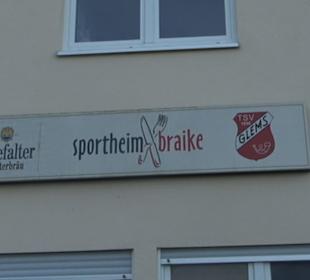 efalter
terbräu
sportheim braike
TSV
GLEMS